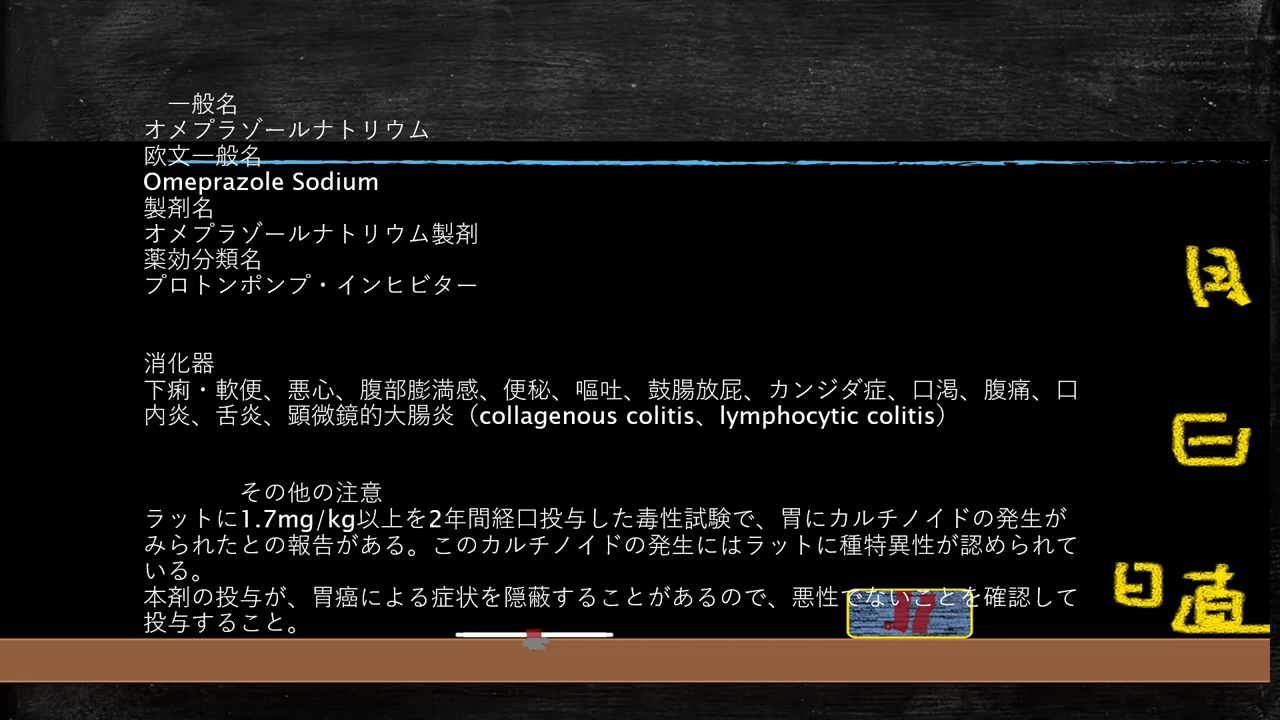 一般名
オメプラゾールナトリウム
欧文一般名
Omeprazole Sodium
製剤名
オメプラゾールナトリウム製剤
薬効分類名
プロトンポンプ・インヒビター
消化器
下痢・軟便、悪心、腹部膨満感、便秘、嘔吐、鼓腸放屁、カンジダ症、口渇、腹痛、口
内炎、舌炎、顕微鏡的大腸炎（collagenous colitis、lymphocytic colitis）
その他の注意
ラットに1.7mg/kg以上を2年間経口投与した毒性試験で、胃にカルチノイドの発生が
みられたとの報告がある。このカルチノイドの発生にはラットに種特異性が認められて
いる。
本剤の投与が、胃癌による症状を隠蔽することがあるので、悪性でないことを確認して
投与すること。
日直